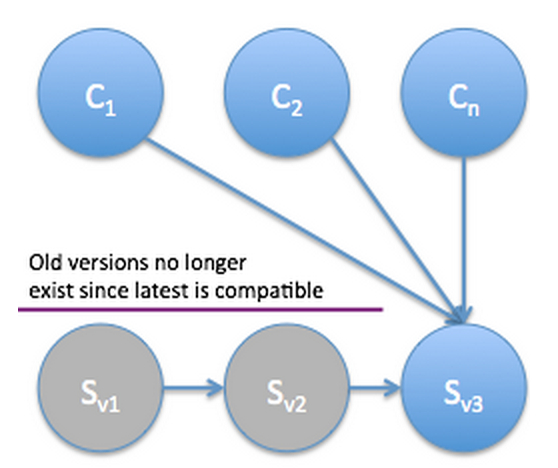 C1 C2 Cn
Old versions no longer
exist since latest is compatible
Sv1 Sv2 Sv3